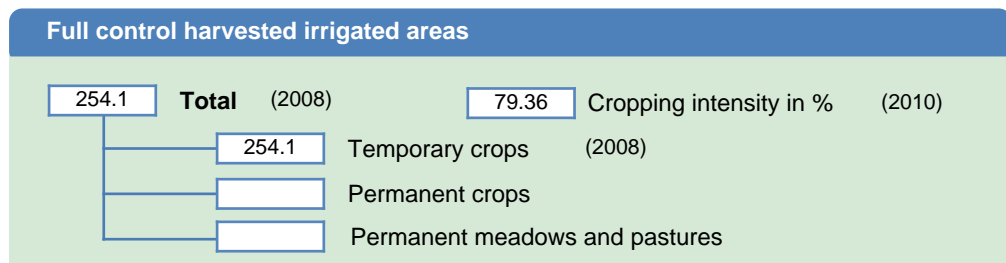 Full control harvested irrigated areas
254.1 Total (2008) 79.36 Cropping intensity in % (2010)
254.1 Temporary crops (2008)
Permanent crops
Permanent meadows and pastures